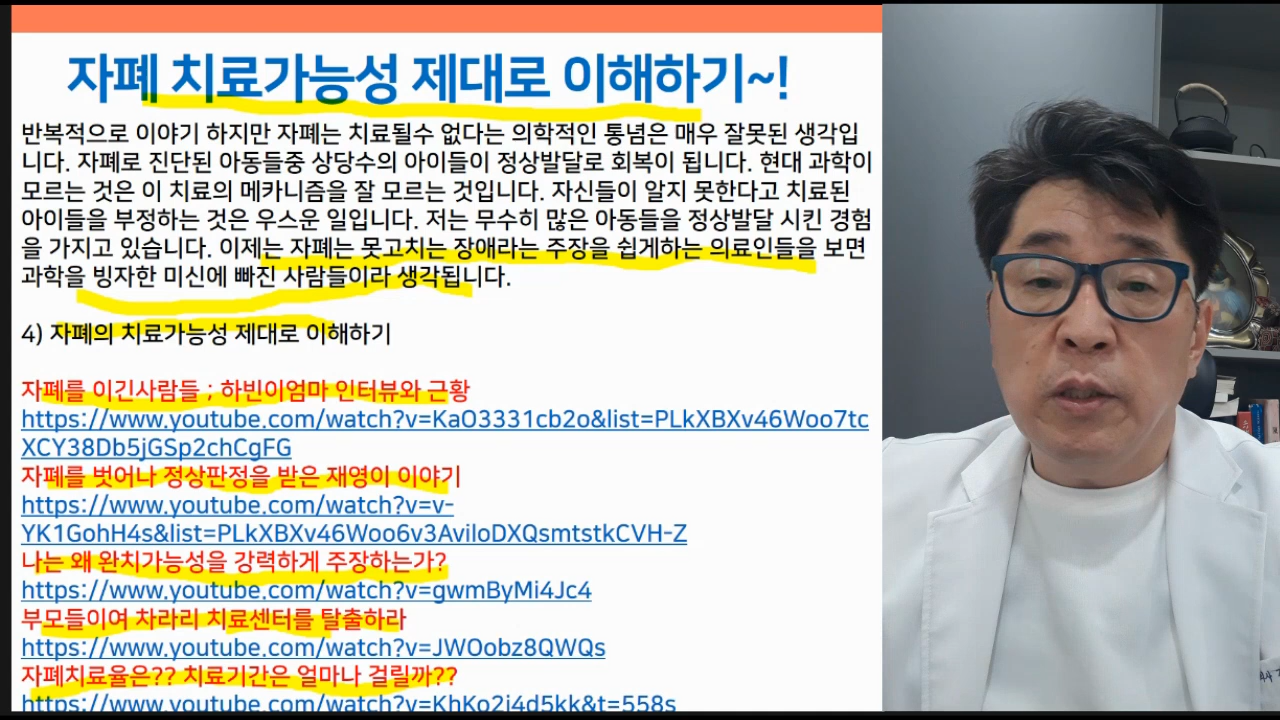 자폐 치료가능성 제대로 이해하기~!
반복적으로 이야기 하지만 자폐는 치료될수 없다는 의학적인 통념은 매우 잘못된 생각입
니다. 자폐로 진단된 아동들중 상당수의 아이들이 정상발달로 회복이 됩니다. 현대 과학이
모르는 것은 이 치료의 메카니즘을 잘 모르는 것입니다. 자신들이 알지 못한다고 치료된
아이들을 부정하는 것은 우스운 일입니다. 저는 무수히 많은 아동들을 정상발달 시킨 경험
을 가지고 있습니다. 이제는 자폐는 못고치는 장애라는 주장을 쉽게하는 의료인들을 보면
과학을 빙자한 미신에 빠진 사람들이라 생각됩니다.
4) 자폐의 치료가능성 제대로 이해하기
자폐를 이긴사람들 ; 하빈이엄마 인터뷰와 근황
https://www.youtube.com/watch?v=KaO3331cb2o&list=PLkXBXv46Woo7tc
XCY38Db5jGSp2chCgFG
자폐를 벗어나 정상판정을 받은 재영이 이야기
https://www.youtube.com/watch?v=v-
YK1GohH4s&list=PLkXBXv46Woo6v3AviloDXQsmtstkCVH-Z
나는 왜 완치가능성을 강력하게 주장하는가?
https://www.youtube.com/watch?v=gwmByMi4Jc4
부모들이여 차라리 치료센터를 탈출하라
https://www.youtube.com/watch?v=JWOobz8QWQs
자폐치료율은?? 치료기간은 얼마나 걸릴까??
https://www.youtube.com/watch?v=KhKo2j4d5kk&t=558s